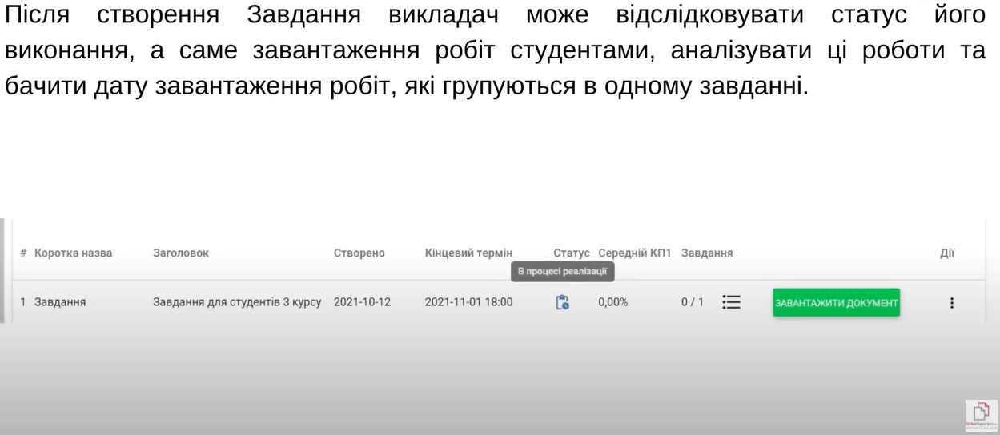 Після створення Завдання викладач може відслідковувати статус його
виконання, а саме завантаження робіт студентами, аналізувати ці роботи та
бачити дату завантаження робіт, які групуються в одному завданні.
# Коротка назва Заголовок Створено Кінцевий термін Статус Середній КП1 Завдання Дії
В процесі реалізації
1 Завдання Завдання для студентів 3 курсу 2021-10-12 2021-11-01 18:00 0,00% 0 / 1 ЗАВАНТАЖИТИ ДОКУМЕНТ